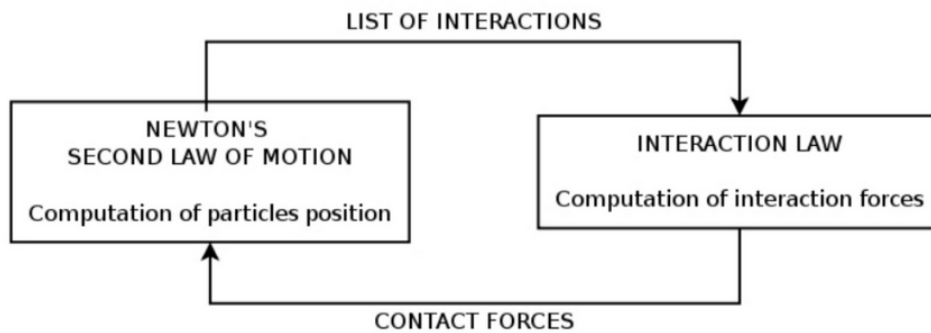 LIST OF INTERACTIONS
NEWTON'S
SECOND LAW OF MOTION
Computation of particles position
INTERACTION LAW
Computation of interaction forces
CONTACT FORCES